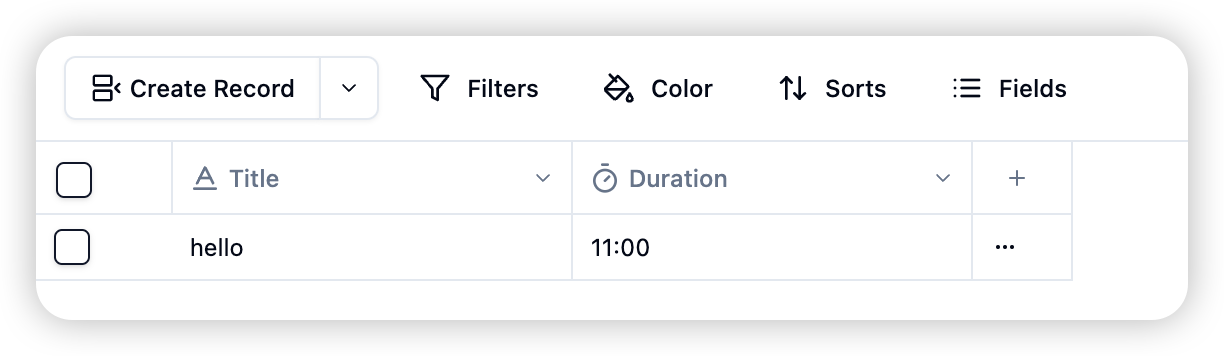 Create Record Filters Color Sorts Fields
Title Duration +
hello 11:00 ...